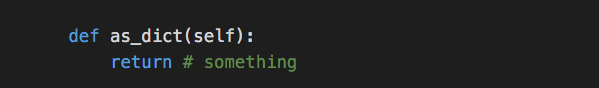 def as_dict(self):
    return # something